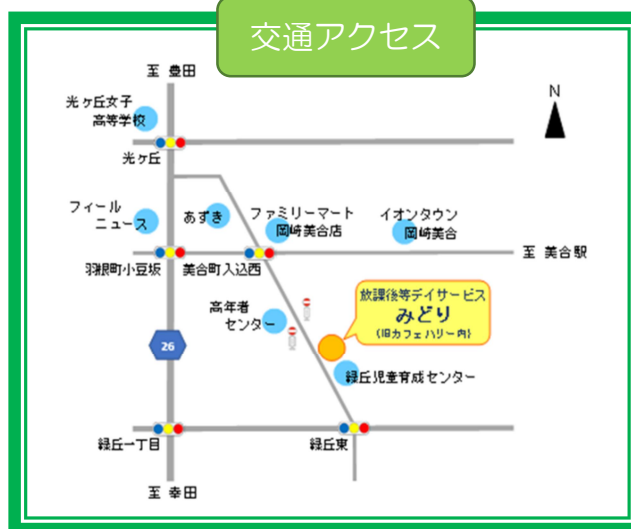 交通アクセス
至 豊田
N
光ヶ丘女子
高等学校
光ヶ丘
フィール
ニュース
あずき
ファミリーマート
岡崎美合店
イオンタウン
岡崎美合
至 美合駅
羽根町小豆坂
美合町入込西
高年者
センター
放課後等デイサービス
みどり
(旧カフェハリー内)
26
緑丘児童育成センター
緑丘一丁目
緑丘東
至 幸田